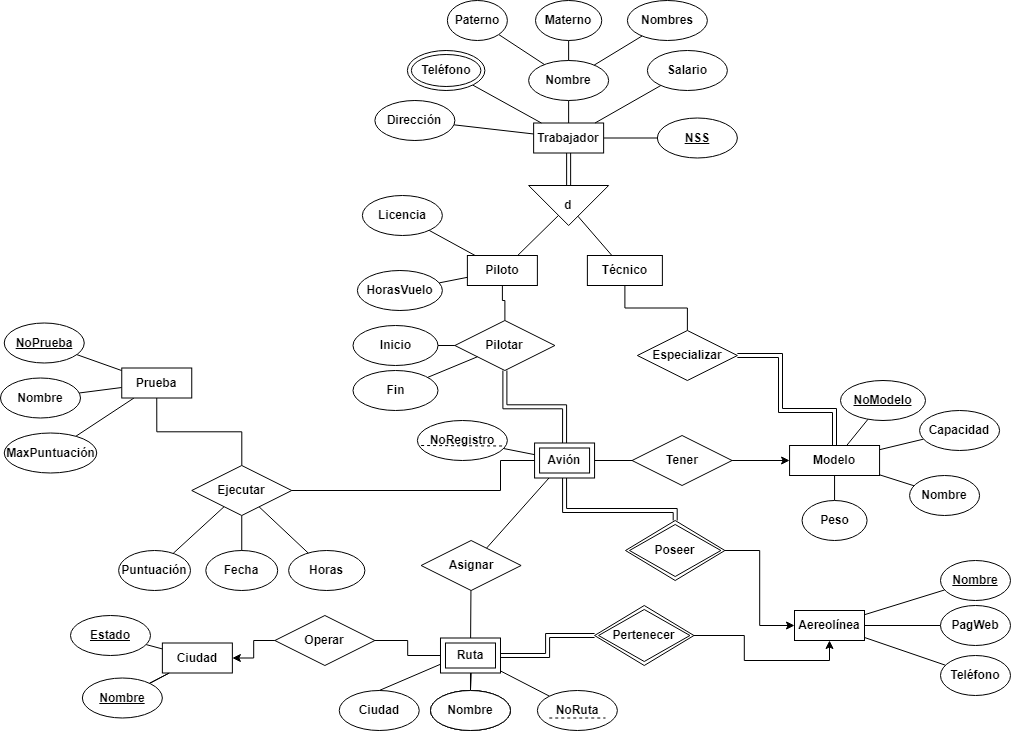 Paterno
Materno
Nombres
Teléfono
Nombre
Salario
Dirección
Trabajador
NSS
d
Licencia
Piloto
Técnico
HorasVuelo
NoPrueba
Inicio
Pilotar
Especializar
Prueba
Fin
Nombre
NoModelo
MaxPuntuación
NoRegistro
Capacidad
Avión
Tener
Modelo
Ejecutar
Nombre
Peso
Puntuación
Fecha
Horas
Asignar
Poseer
Nombre
Estado
Operar
Pertenecer
Aereolínea
PagWeb
Ciudad
Ruta
Teléfono
Nombre
Ciudad
Nombre
NoRuta